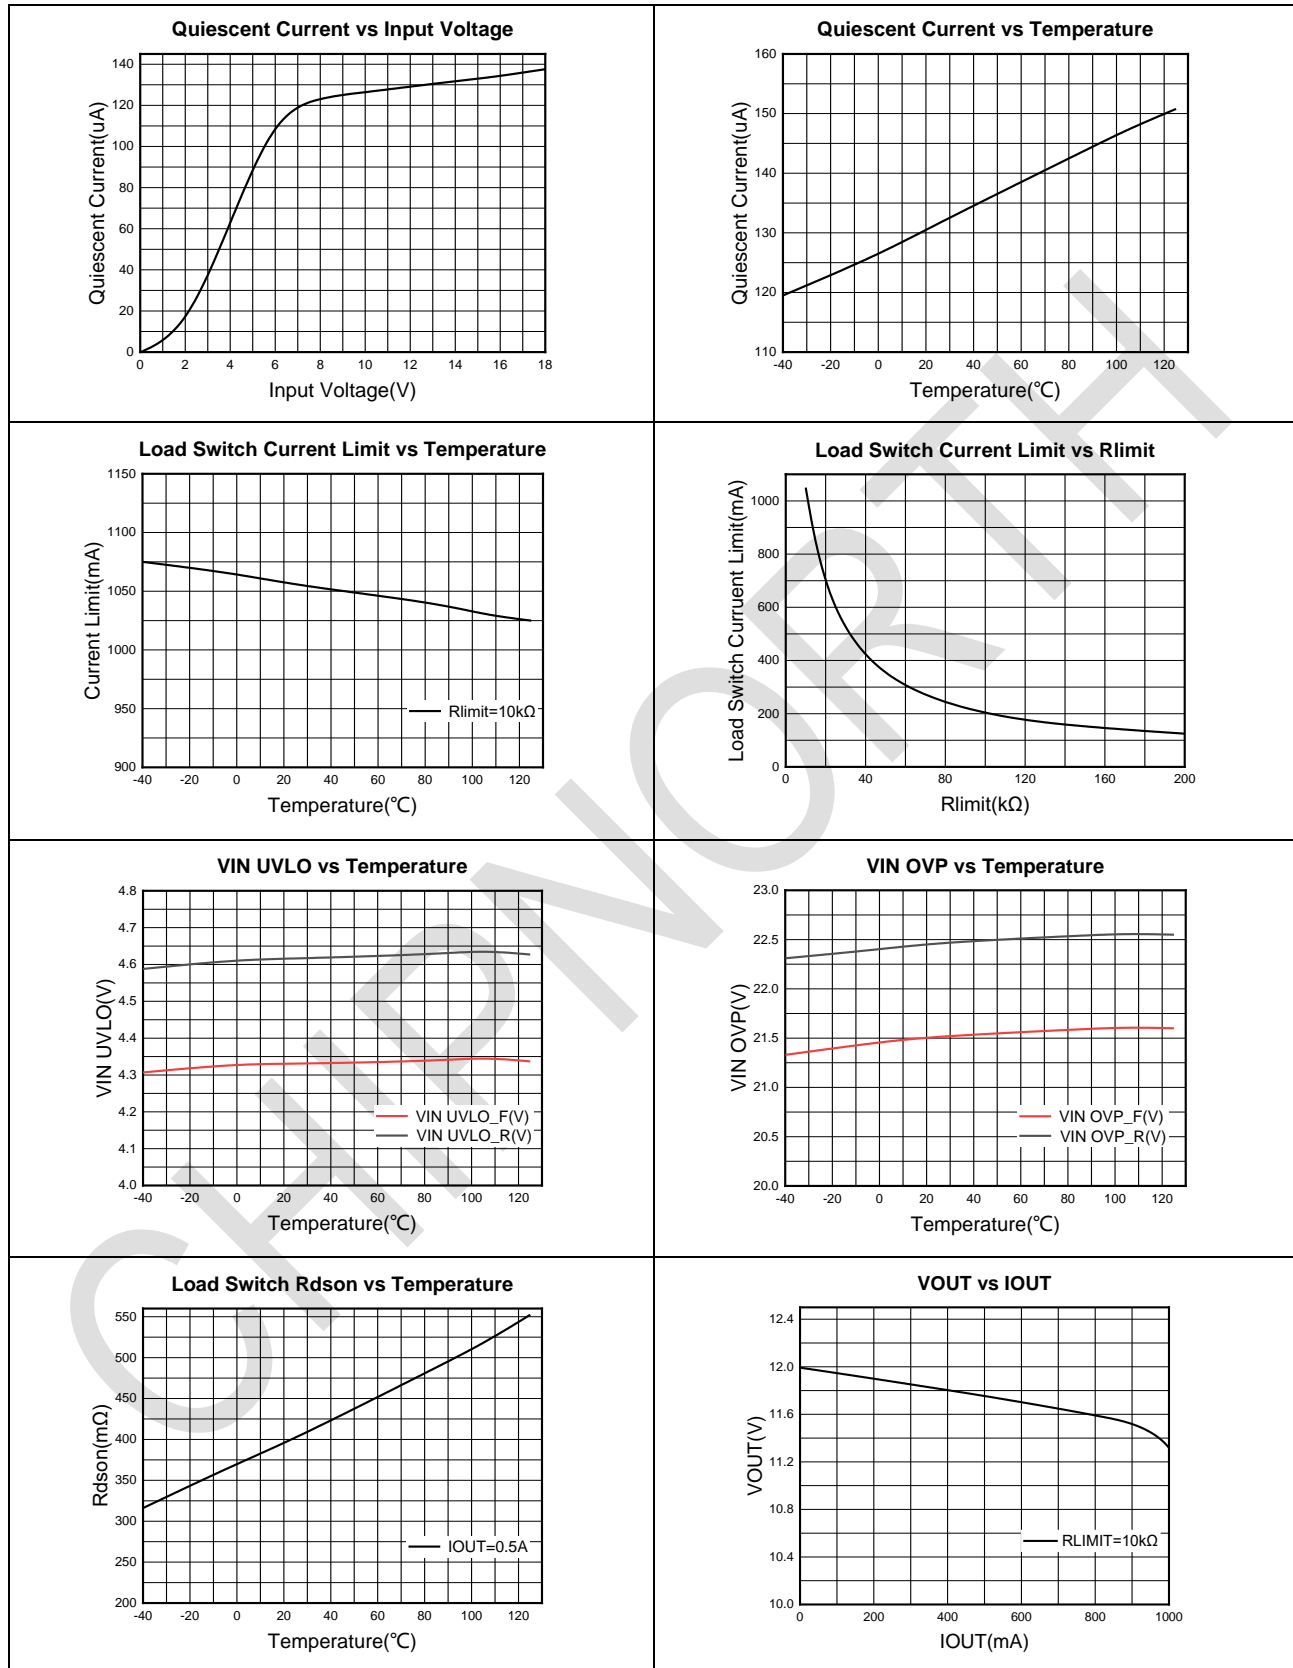 Quiescent Current vs Input Voltage
Quiescent Current(uA)
140
120
100
80
60
40
20
0
0 2 4 6 8 10 12 14 16 18
Input Voltage(V)
Quiescent Current vs Temperature
Quiescent Current(uA)
160
150
140
130
120
110
-40 -20 0 20 40 60 80 100 120
Temperature(℃)
Load Switch Current Limit vs Temperature
Current Limit(mA)
1150
1100
1050
1000
950
900
Rlimit=10kΩ
-40 -20 0 20 40 60 80 100 120
Temperature(℃)
Load Switch Current Limit vs Rlimit
Load Switch Curruent Limit(mA)
1000
800
600
400
200
0
0 40 80 120 160 200
Rlimit(kΩ)
VIN UVLO vs Temperature
VIN UVLO(V)
4.8
4.7
4.6
4.5
4.4
4.3
4.2
4.1
4.0
VIN UVLO_F(V)
VIN UVLO_R(V)
-40 -20 0 20 40 60 80 100 120
Temperature(℃)
VIN OVP vs Temperature
VIN OVP(V)
23.0
22.5
22.0
21.5
21.0
20.5
20.0
VIN OVP_F(V)
VIN OVP_R(V)
-40 -20 0 20 40 60 80 100 120
Temperature(℃)
Load Switch Rdson vs Temperature
Rdson(mΩ)
550
500
450
400
350
300
250
200
IOUT=0.5A
-40 -20 0 20 40 60 80 100 120
Temperature(℃)
VOUT vs IOUT
VOUT(V)
12.4
12.0
11.6
11.2
10.8
10.4
10.0
RLIMIT=10kΩ
0 200 400 600 800 1000
IOUT(mA)
CHIPNORTH